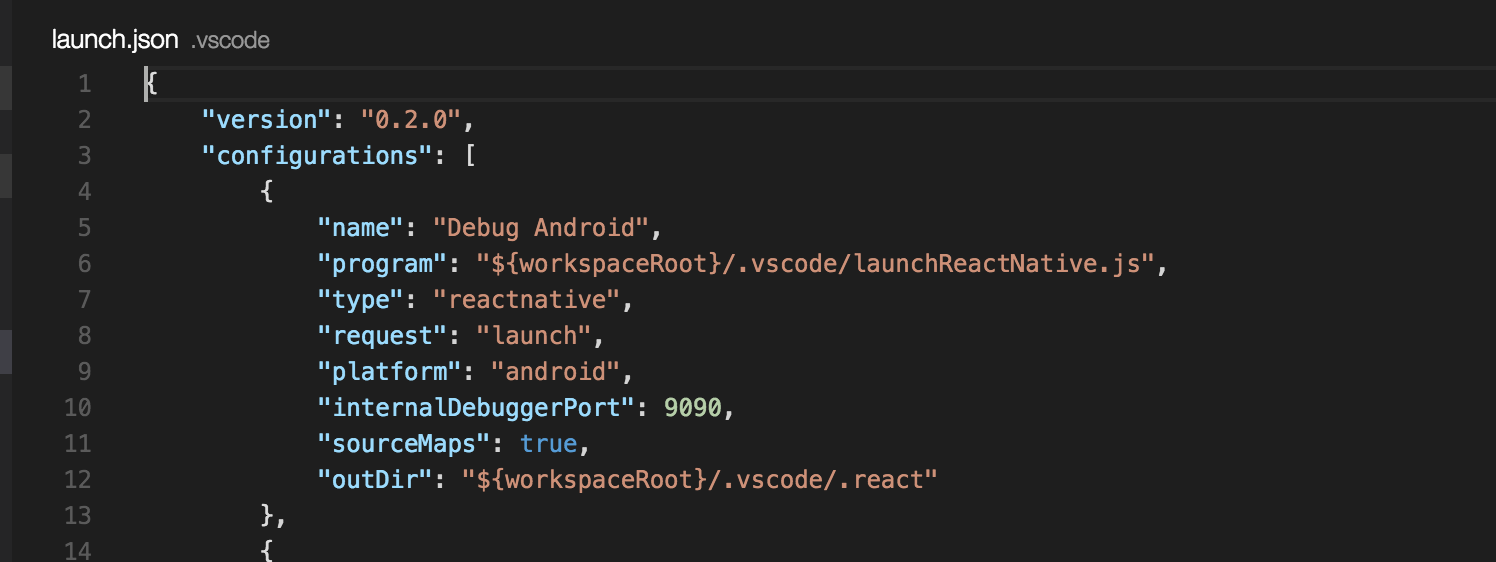 launch.json .vscode
1 {
2 "version": "0.2.0",
3 "configurations": [
4 {
5 "name": "Debug Android",
6 "program": "${workspaceRoot}/.vscode/launchReactNative.js",
7 "type": "reactnative",
8 "request": "launch",
9 "platform": "android",
10 "internalDebuggerPort": 9090,
11 "sourceMaps": true,
12 "outDir": "${workspaceRoot}/.vscode/.react"
13 },
14 {